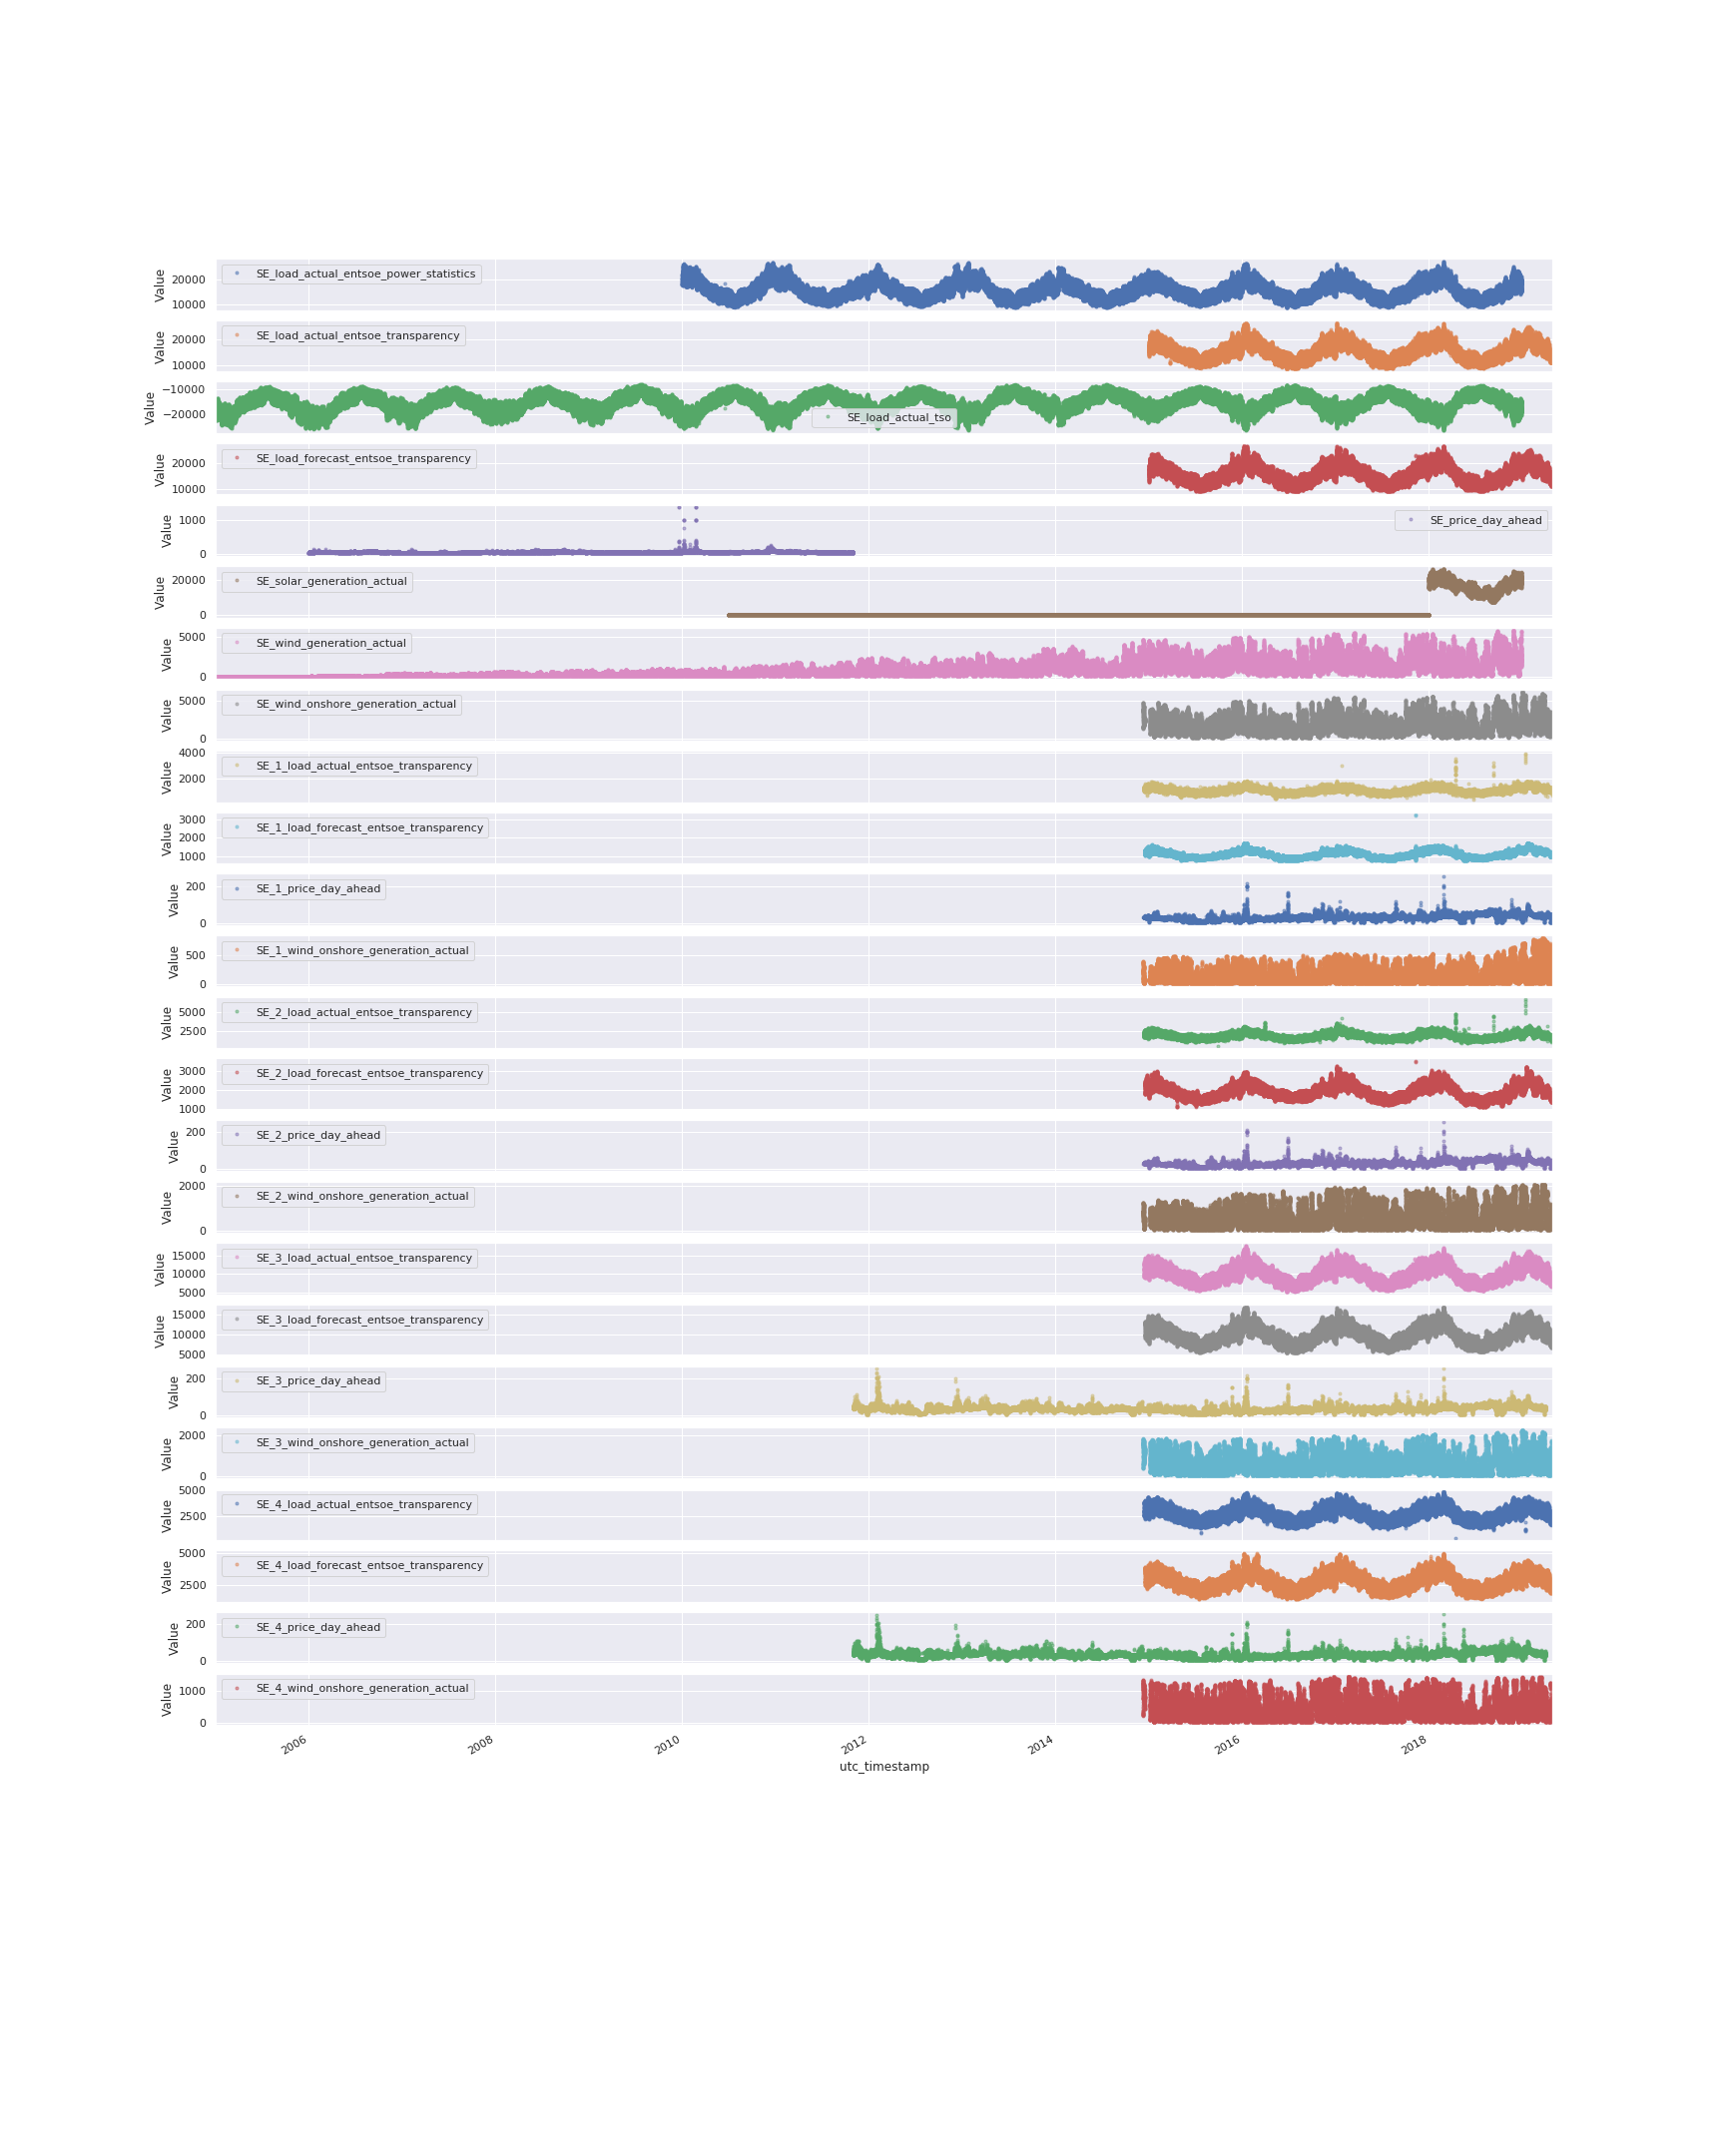 Value
20000
10000
SE_load_actual_entsoe_power_statistics
Value
20000
10000
SE_load_actual_entsoe_transparency
Value
−10000
−20000
SE_load_actual_tso
Value
20000
10000
SE_load_forecast_entsoe_transparency
Value
1000
0
SE_price_day_ahead
Value
20000
0
SE_solar_generation_actual
Value
5000
0
SE_wind_generation_actual
Value
5000
0
SE_wind_onshore_generation_actual
Value
4000
2000
SE_1_load_actual_entsoe_transparency
Value
3000
2000
1000
SE_1_load_forecast_entsoe_transparency
Value
200
0
SE_1_price_day_ahead
Value
500
0
SE_1_wind_onshore_generation_actual
Value
5000
2500
SE_2_load_actual_entsoe_transparency
Value
3000
2000
1000
SE_2_load_forecast_entsoe_transparency
Value
200
0
SE_2_price_day_ahead
Value
2000
0
SE_2_wind_onshore_generation_actual
Value
15000
10000
5000
SE_3_load_actual_entsoe_transparency
Value
15000
10000
5000
SE_3_load_forecast_entsoe_transparency
Value
200
0
SE_3_price_day_ahead
Value
2000
0
SE_3_wind_onshore_generation_actual
Value
5000
2500
SE_4_load_actual_entsoe_transparency
Value
5000
2500
SE_4_load_forecast_entsoe_transparency
Value
200
0
SE_4_price_day_ahead
Value
1000
0
SE_4_wind_onshore_generation_actual
2006 2008 2010 2012 2014 2016 2018
utc_timestamp